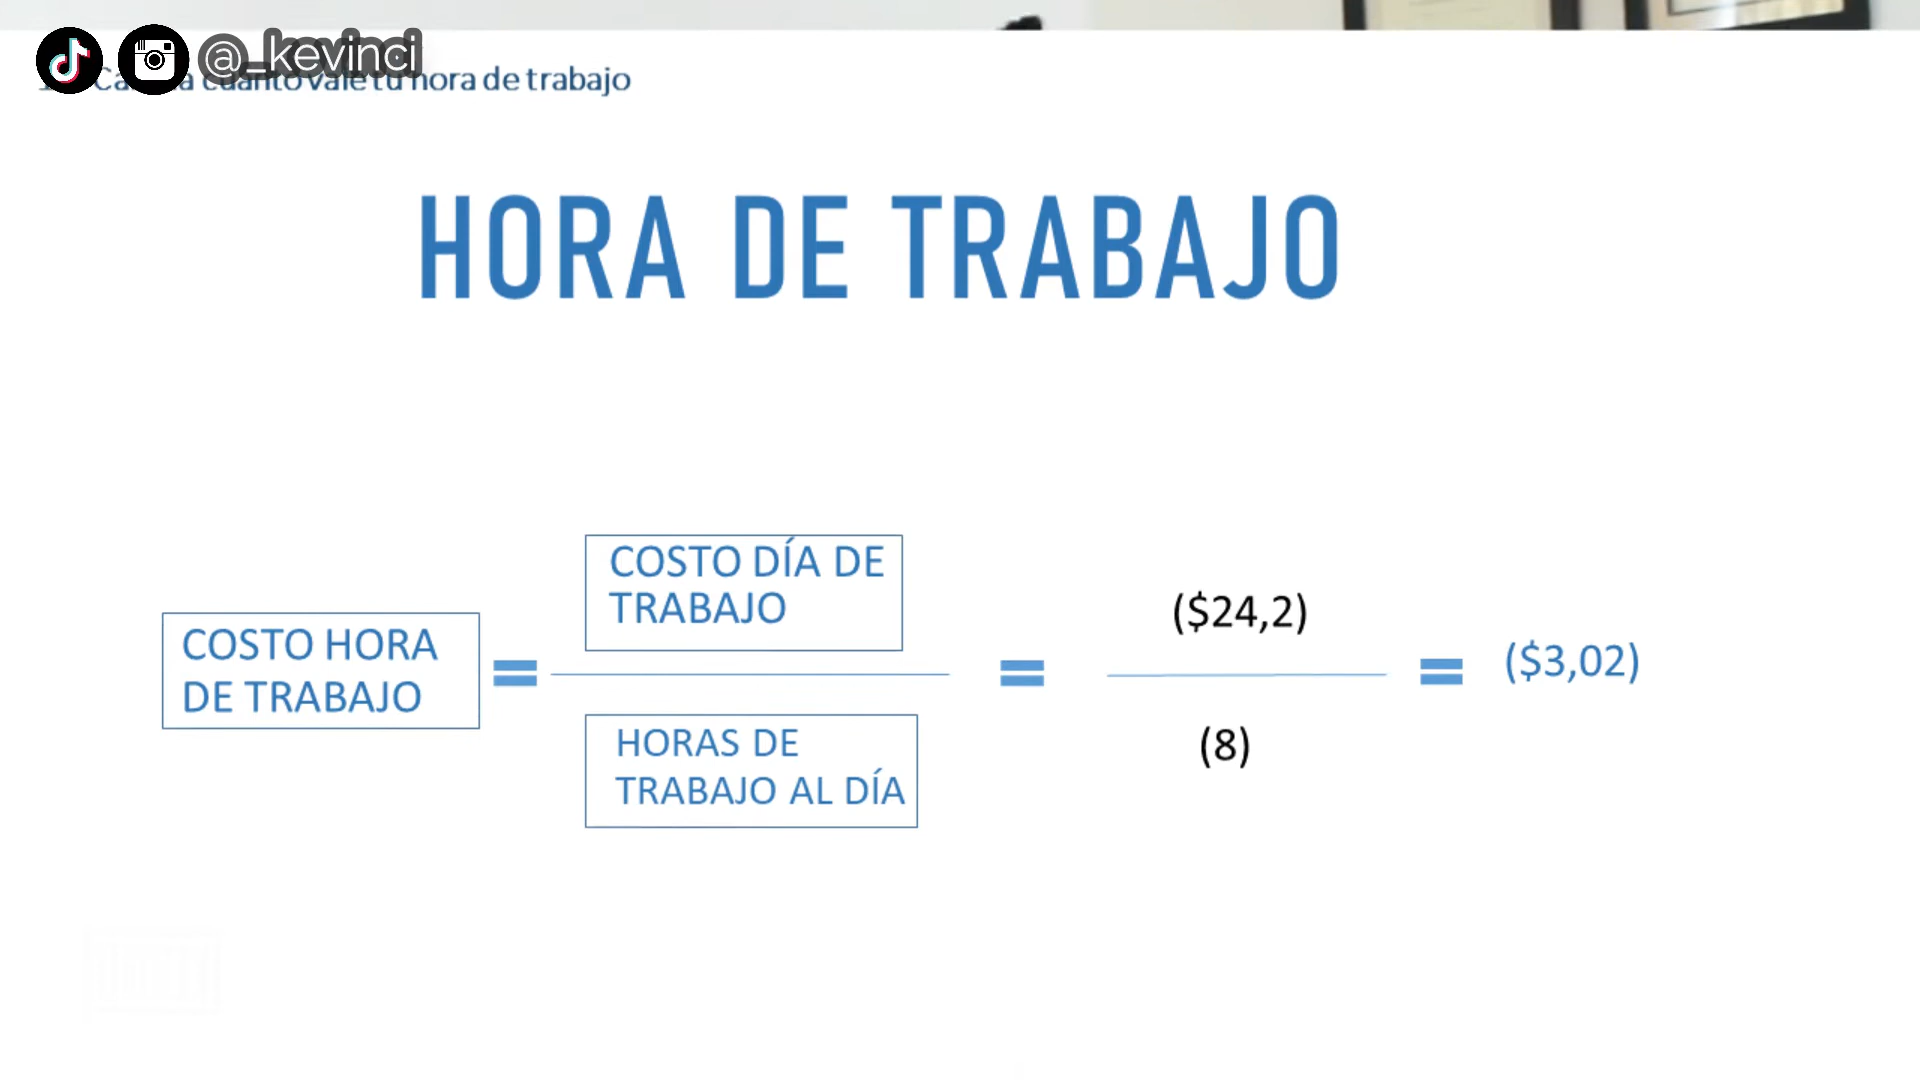 @_kevinci
cuánto vale tu hora de trabajo
HORA DE TRABAJO
COSTO HORA
DE TRABAJO
=
COSTO DÍA DE
TRABAJO
HORAS DE
TRABAJO AL DÍA
=
($24,2)
(8)
=
($3,02)